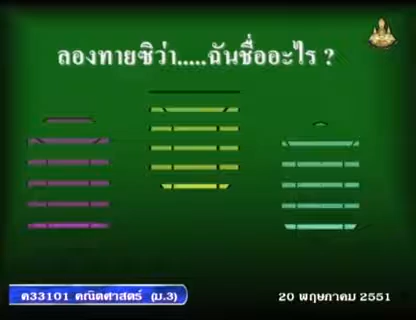 ลองทายซิว่า.....ฉันชื่ออะไร ?
ค33101 คณิตศาสตร์ (ม.3)
20 พฤษภาคม 2551